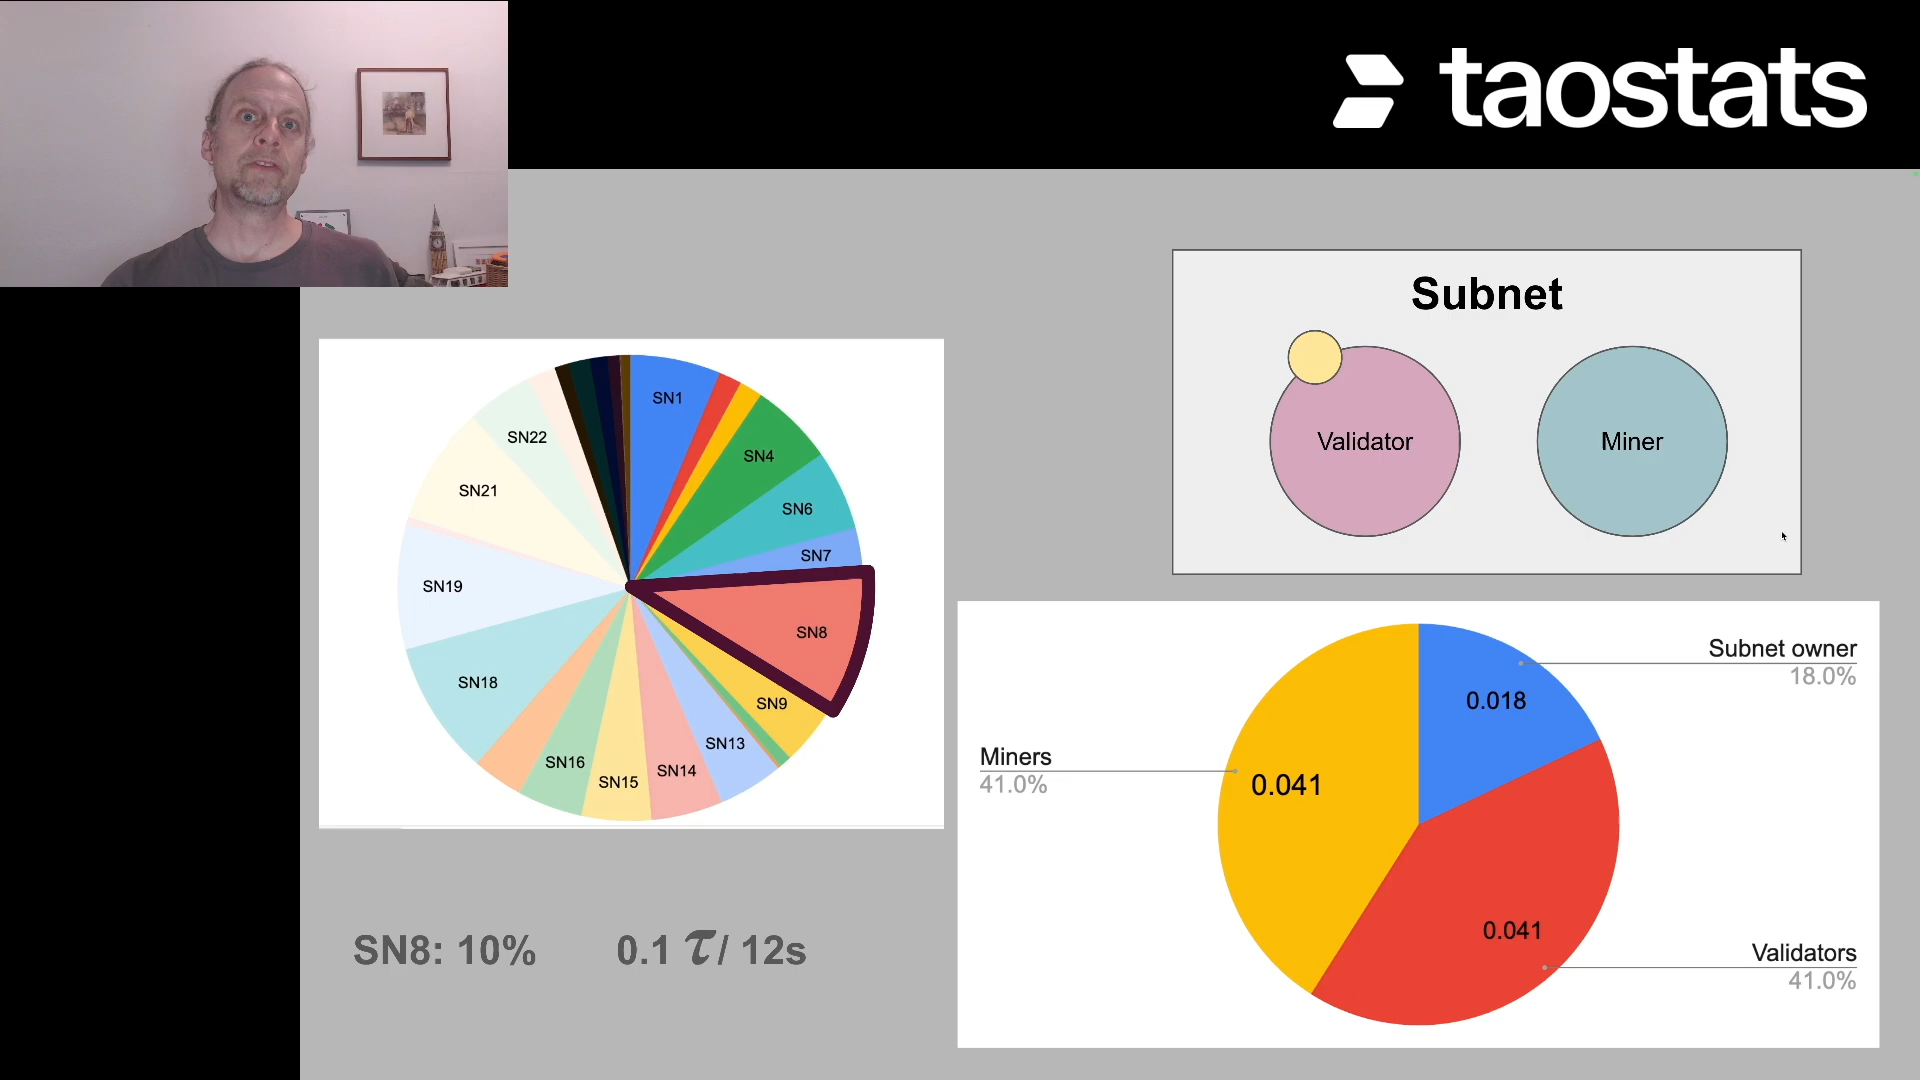 taostats
Subnet
Validator
Miner
SN1
SN4
SN6
SN7
SN8
SN9
SN13
SN14
SN15
SN16
SN18
SN19
SN21
SN22
Subnet owner
18.0%
0.018
Miners
41.0%
0.041
0.041
Validators
41.0%
SN8: 10%
0.1 τ/ 12s